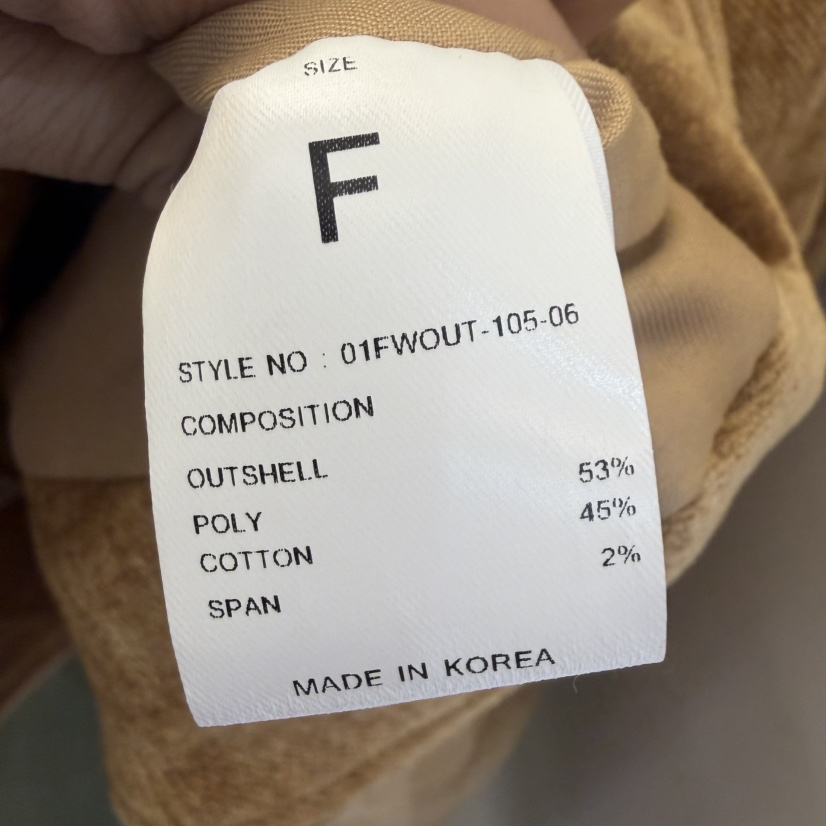 SIZE
F
STYLE NO : 01FWOUT-105-06
COMPOSITION
OUTSHELL 53%
POLY 45%
COTTON 2%
SPAN
MADE IN KOREA